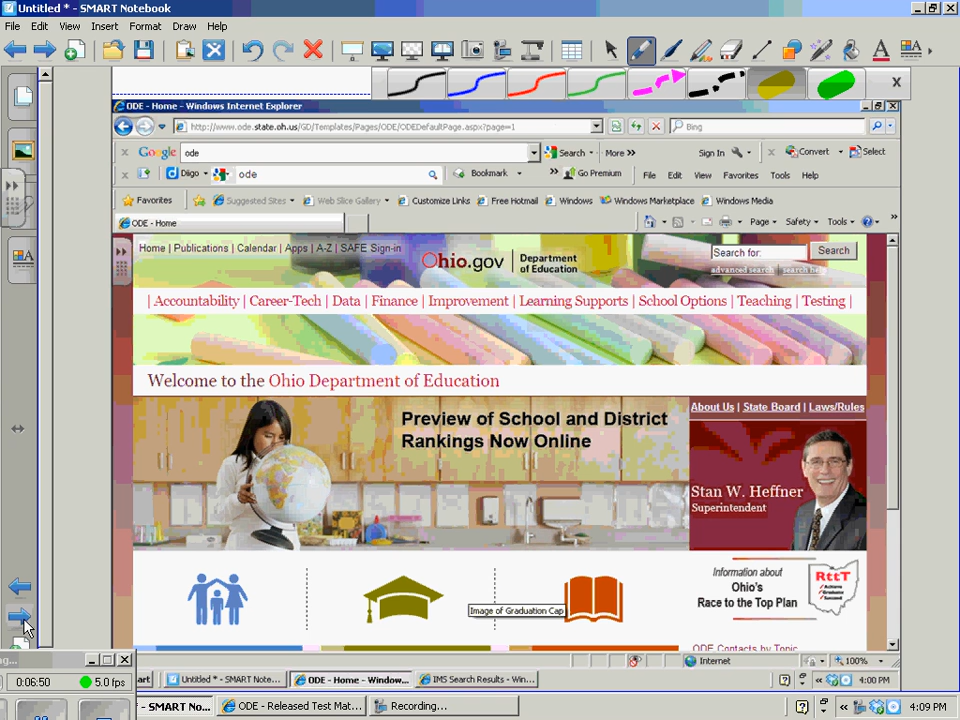 Untitled * - SMART Notebook
File Edit View Insert Format Draw Help
ODE - Home - Windows Internet Explorer
http://www.ode.state.oh.us/GD/Templates/Pages/ODE/ODEDefaultPage.aspx?page=1
Bing
x Google ode Search More » Sign In x Convert Select
x Diigo ode Bookmark » Go Premium File Edit View Favorites Tools Help
Favorites Suggested Sites Web Slice Gallery Customize Links Free Hotmail Windows Windows Marketplace Windows Media
ODE - Home Page Safety Tools »
Home | Publications | Calendar | Apps | A-Z | SAFE Sign-in
Ohio.gov | Department of Education
Search for: Search
advanced search | search
| Accountability | Career-Tech | Data | Finance | Improvement | Learning Supports | School Options | Teaching | Testing |
Welcome to the Ohio Department of Education
Preview of School and District
Rankings Now Online
About Us | State Board | Laws/Rules
Stan W. Heffner
Superintendent
Information about
Ohio's
Race to the Top Plan
RttT
Image of Graduation Cap
ODE Contacts by Topic
Internet 100%
art Untitled * - SMART Note... ODE - Home - Window... IMS Search Results - Win... « 4:00 PM
0:06:50 5.0 fps
- SMART No... ODE - Released Test Mat... Recording... « 4:09 PM